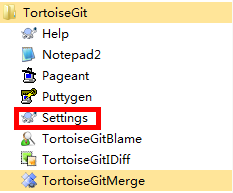 TortoiseGit
Help
Notepad2
Pageant
Puttygen
Settings
TortoiseGitBlame
TortoiseGitIDiff
TortoiseGitMerge